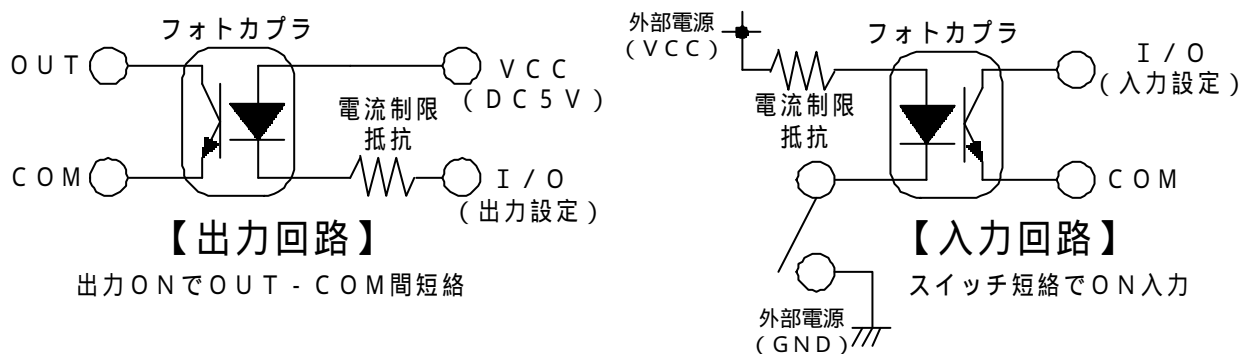 フォトカプラ
OUT
VCC
(DC5V)
電流制限
抵抗
COM
I/O
(出力設定)
【出力回路】
出力ONでOUT-COM間短絡
外部電源
(VCC)
フォトカプラ
I/O
(入力設定)
電流制限
抵抗
COM
【入力回路】
スイッチ短絡でON入力
外部電源
(GND)